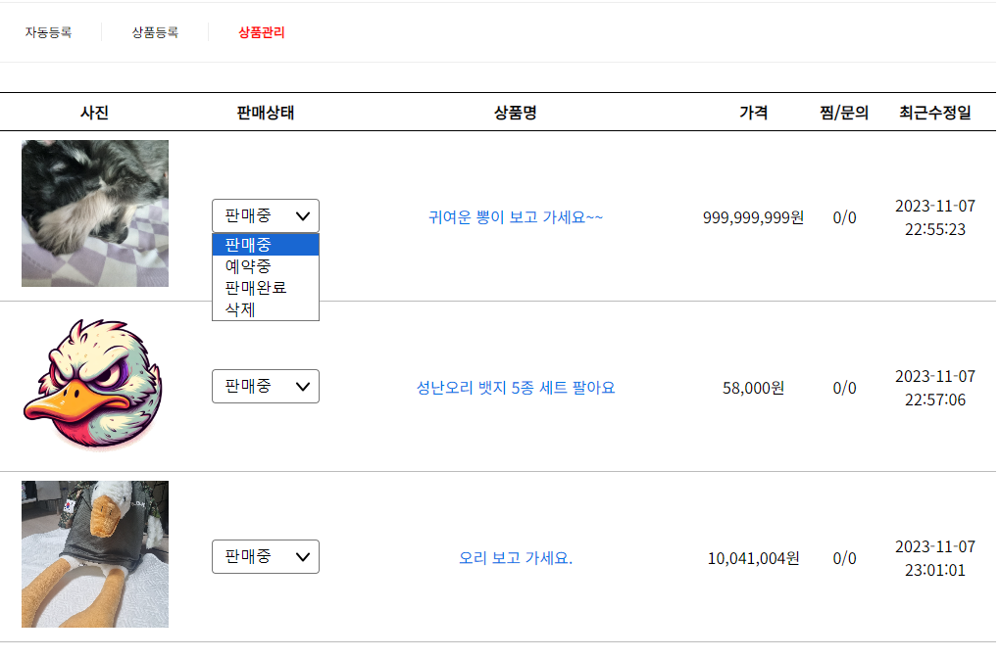 자동등록
상품등록
상품관리
사진 판매상태 상품명 가격 찜/문의 최근수정일
판매중 귀여운 뽕이 보고 가세요~~ 999,999,999원 0/0 2023-11-07
22:55:23
판매중
예약중
판매완료
삭제
판매중 성난오리 뱃지 5종 세트 팔아요 58,000원 0/0 2023-11-07
22:57:06
판매중 오리 보고 가세요. 10,041,004원 0/0 2023-11-07
23:01:01